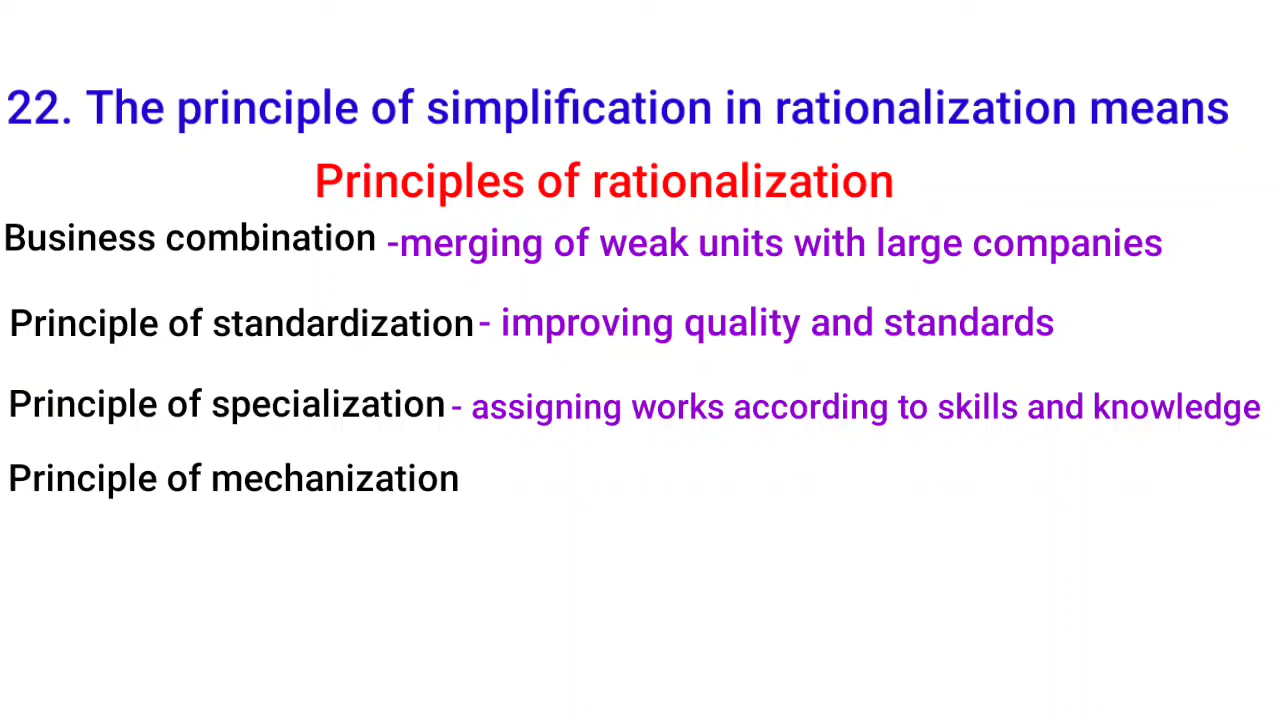 22. The principle of simplification in rationalization means
Principles of rationalization
Business combination -merging of weak units with large companies
Principle of standardization - improving quality and standards
Principle of specialization - assigning works according to skills and knowledge
Principle of mechanization